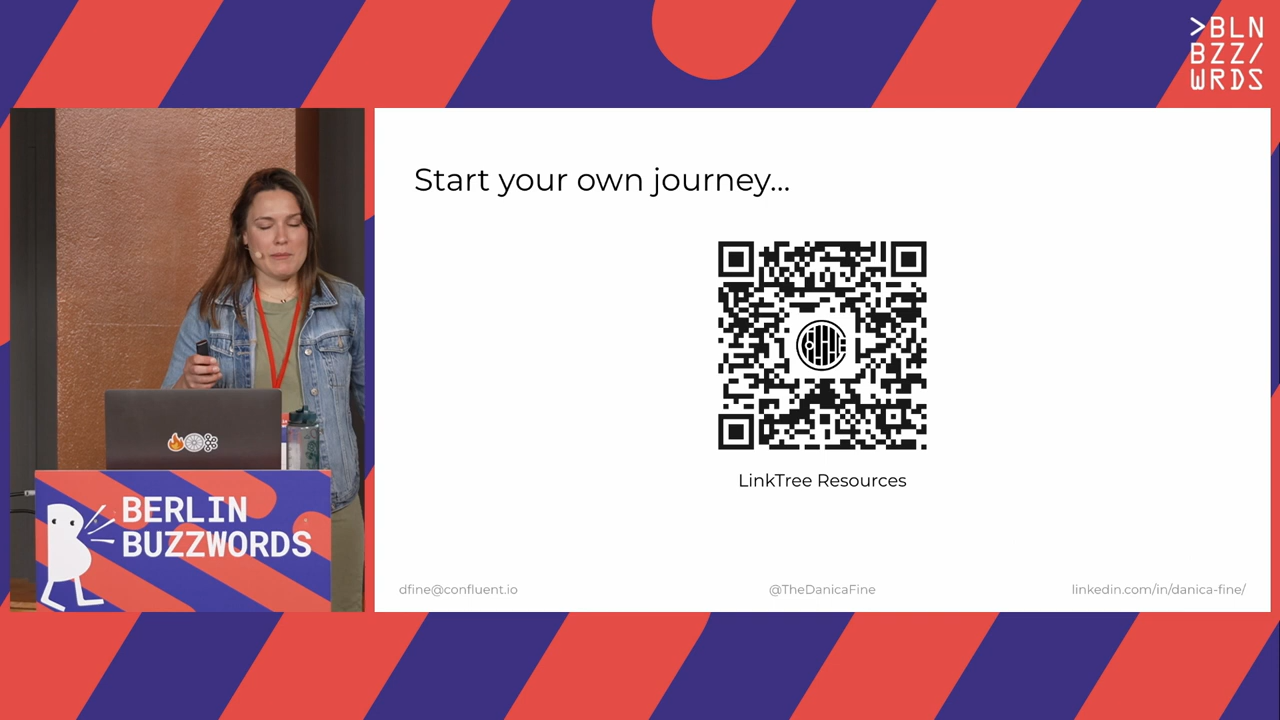 >BLN
BZZ/
WRDS
Start your own journey...
LinkTree Resources
dfine@confluent.io
@TheDanicaFine
linkedin.com/in/danica-fine/
BERLIN
BUZZWORDS